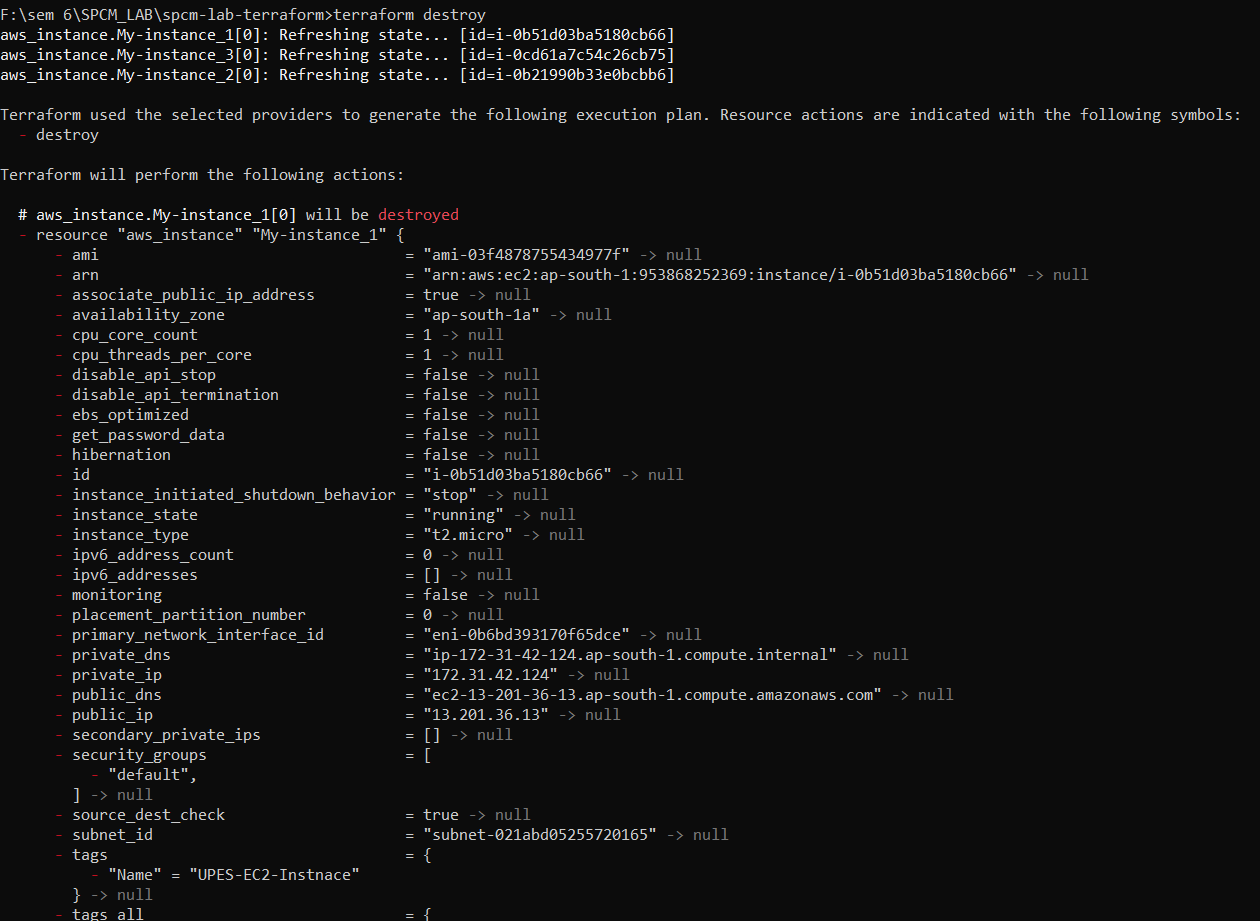 F:\sem 6\SPCM_LAB\spcm-lab-terraform>terraform destroy
aws_instance.My-instance_1[0]: Refreshing state... [id=i-0b51d03ba5180cb66]
aws_instance.My-instance_3[0]: Refreshing state... [id=i-0cd61a7c54c26cb75]
aws_instance.My-instance_2[0]: Refreshing state... [id=i-0b21990b33e0bcbb6]

Terraform used the selected providers to generate the following execution plan. Resource actions are indicated with the following symbols:
  - destroy

Terraform will perform the following actions:

  # aws_instance.My-instance_1[0] will be destroyed
  - resource "aws_instance" "My-instance_1" {
      - ami                                  = "ami-03f4878755434977f" -> null
      - arn                                  = "arn:aws:ec2:ap-south-1:953868252369:instance/i-0b51d03ba5180cb66" -> null
      - associate_public_ip_address          = true -> null
      - availability_zone                    = "ap-south-1a" -> null
      - cpu_core_count                       = 1 -> null
      - cpu_threads_per_core                 = 1 -> null
      - disable_api_stop                     = false -> null
      - disable_api_termination              = false -> null
      - ebs_optimized                        = false -> null
      - get_password_data                    = false -> null
      - hibernation                          = false -> null
      - id                                   = "i-0b51d03ba5180cb66" -> null
      - instance_initiated_shutdown_behavior = "stop" -> null
      - instance_state                       = "running" -> null
      - instance_type                        = "t2.micro" -> null
      - ipv6_address_count                   = 0 -> null
      - ipv6_addresses                       = [] -> null
      - monitoring                           = false -> null
      - placement_partition_number           = 0 -> null
      - primary_network_interface_id         = "eni-0b6bd393170f65dce" -> null
      - private_dns                          = "ip-172-31-42-124.ap-south-1.compute.internal" -> null
      - private_ip                           = "172.31.42.124" -> null
      - public_dns                           = "ec2-13-201-36-13.ap-south-1.compute.amazonaws.com" -> null
      - public_ip                            = "13.201.36.13" -> null
      - secondary_private_ips                = [] -> null
      - security_groups                      = [
          - "default",
        ] -> null
      - source_dest_check                    = true -> null
      - subnet_id                            = "subnet-021abd05255720165" -> null
      - tags                                 = {
          - "Name" = "UPES-EC2-Instnace"
        } -> null
      - tags_all                             = {